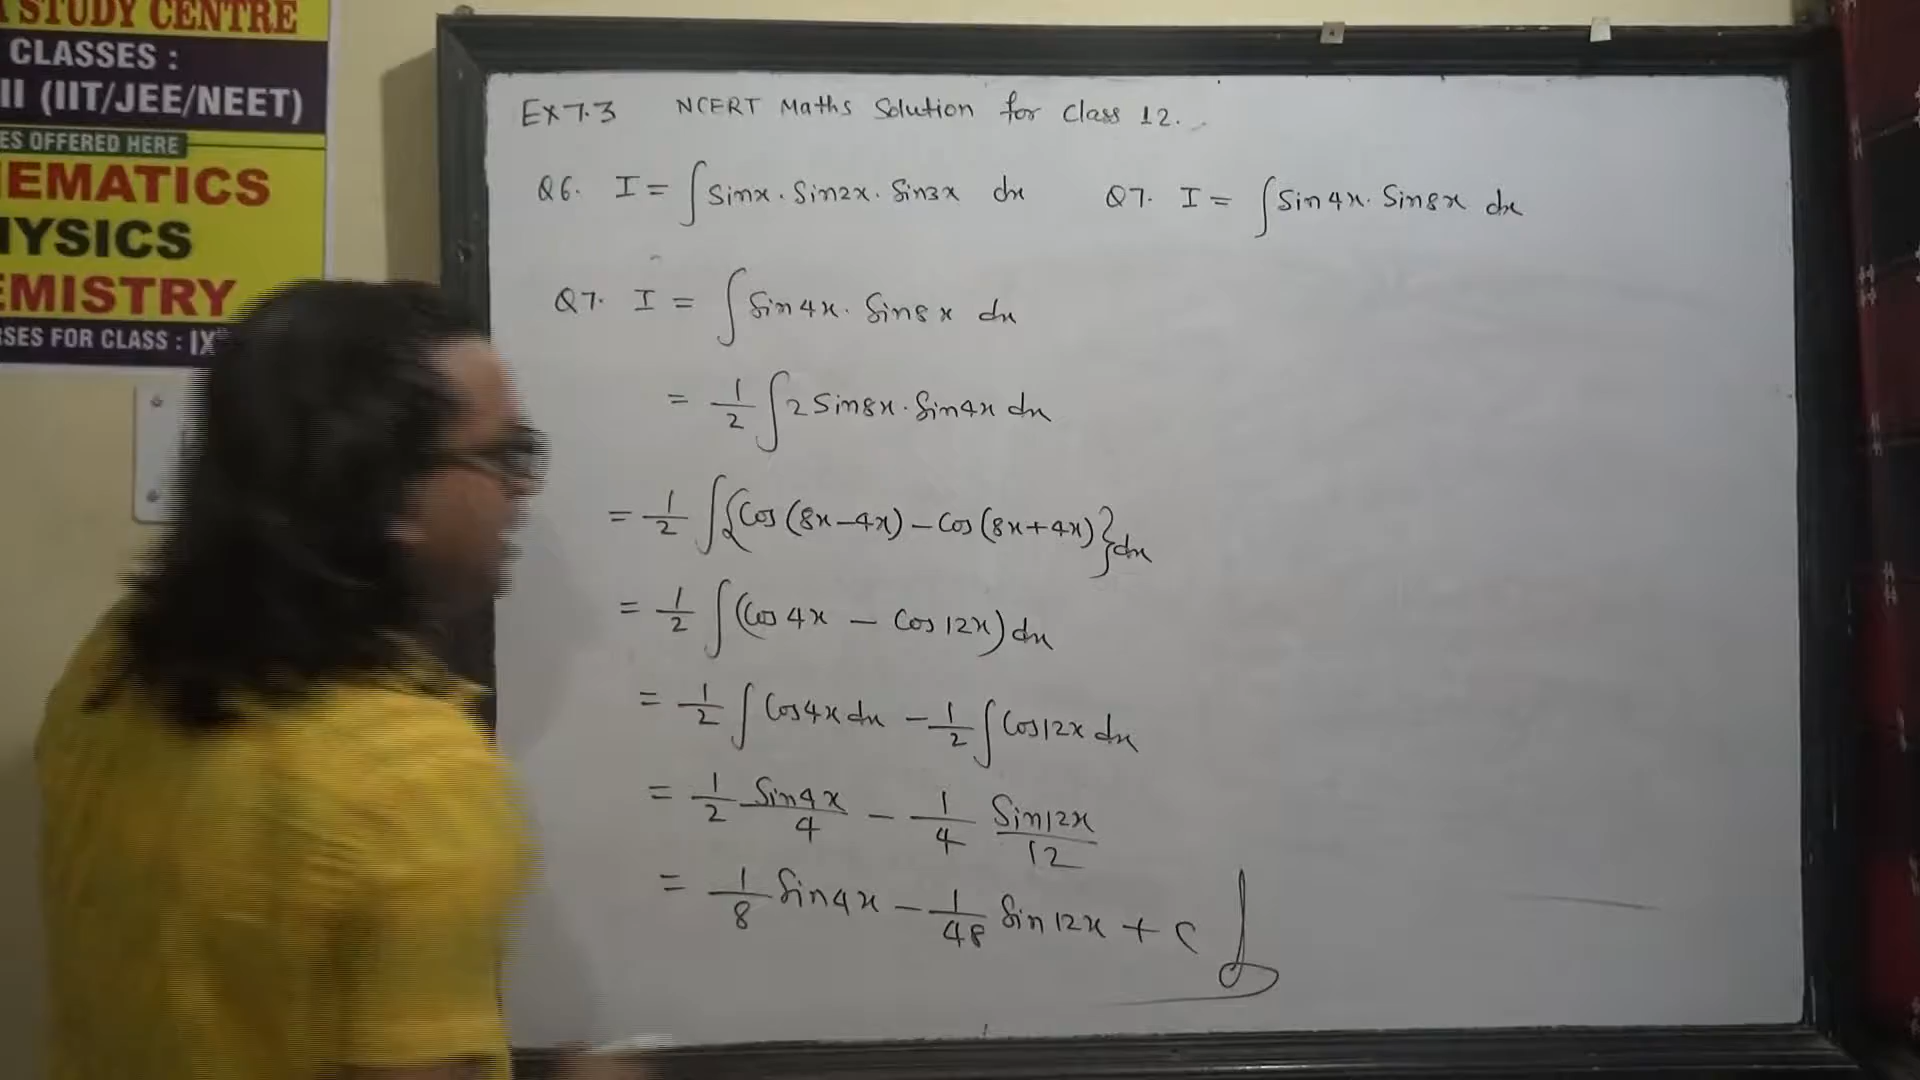 STUDY CENTRE
CLASSES :
II (IIT/JEE/NEET)
ES OFFERED HERE
EMATICS
YSICS
EMISTRY
SES FOR CLASS : IX
Ex 7.3 NCERT Maths Solution for Class 12.
Q6. I = ∫ Sinx . Sin2x . Sin3x dx Q7. I = ∫ Sin4x . Sin8x dx
Q7. I = ∫ Sin4x . Sin8x dx
= 1/2 ∫ 2 Sin8x . Sin4x dx
= 1/2 ∫ {Cos (8x-4x) - Cos (8x+4x)} dx
= 1/2 ∫ (Cos 4x - Cos 12x) dx
= 1/2 ∫ Cos4x dx - 1/2 ∫ Cos12x dx
= 1/2 Sin4x/4 - 1/4 Sin12x/12
= 1/8 Sin4x - 1/48 Sin12x + C